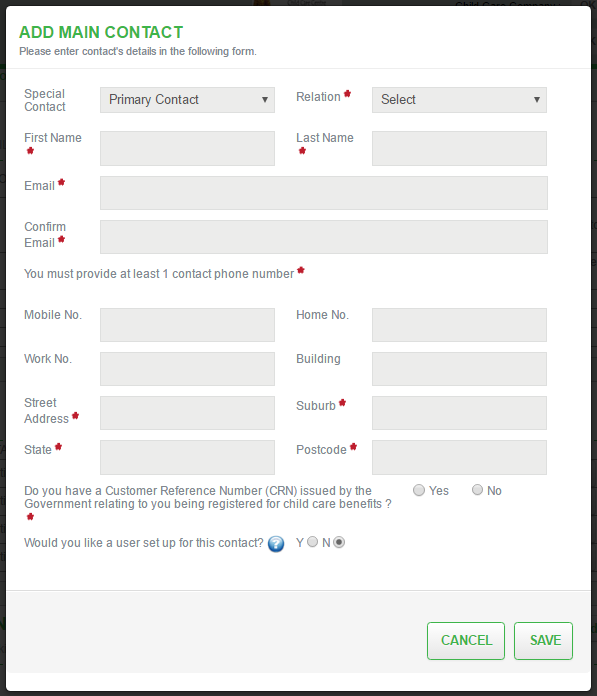 ADD MAIN CONTACT
Please enter contact's details in the following form.
Special Contact
Primary Contact
Relation *
Select
First Name *
Last Name *
Email *
Confirm Email *
You must provide at least 1 contact phone number *
Mobile No.
Home No.
Work No.
Building
Street Address *
Suburb *
State *
Postcode *
Do you have a Customer Reference Number (CRN) issued by the
Yes
No
Government relating to you being registered for child care benefits ?
*
Would you like a user set up for this contact? ? Y N
CANCEL
SAVE